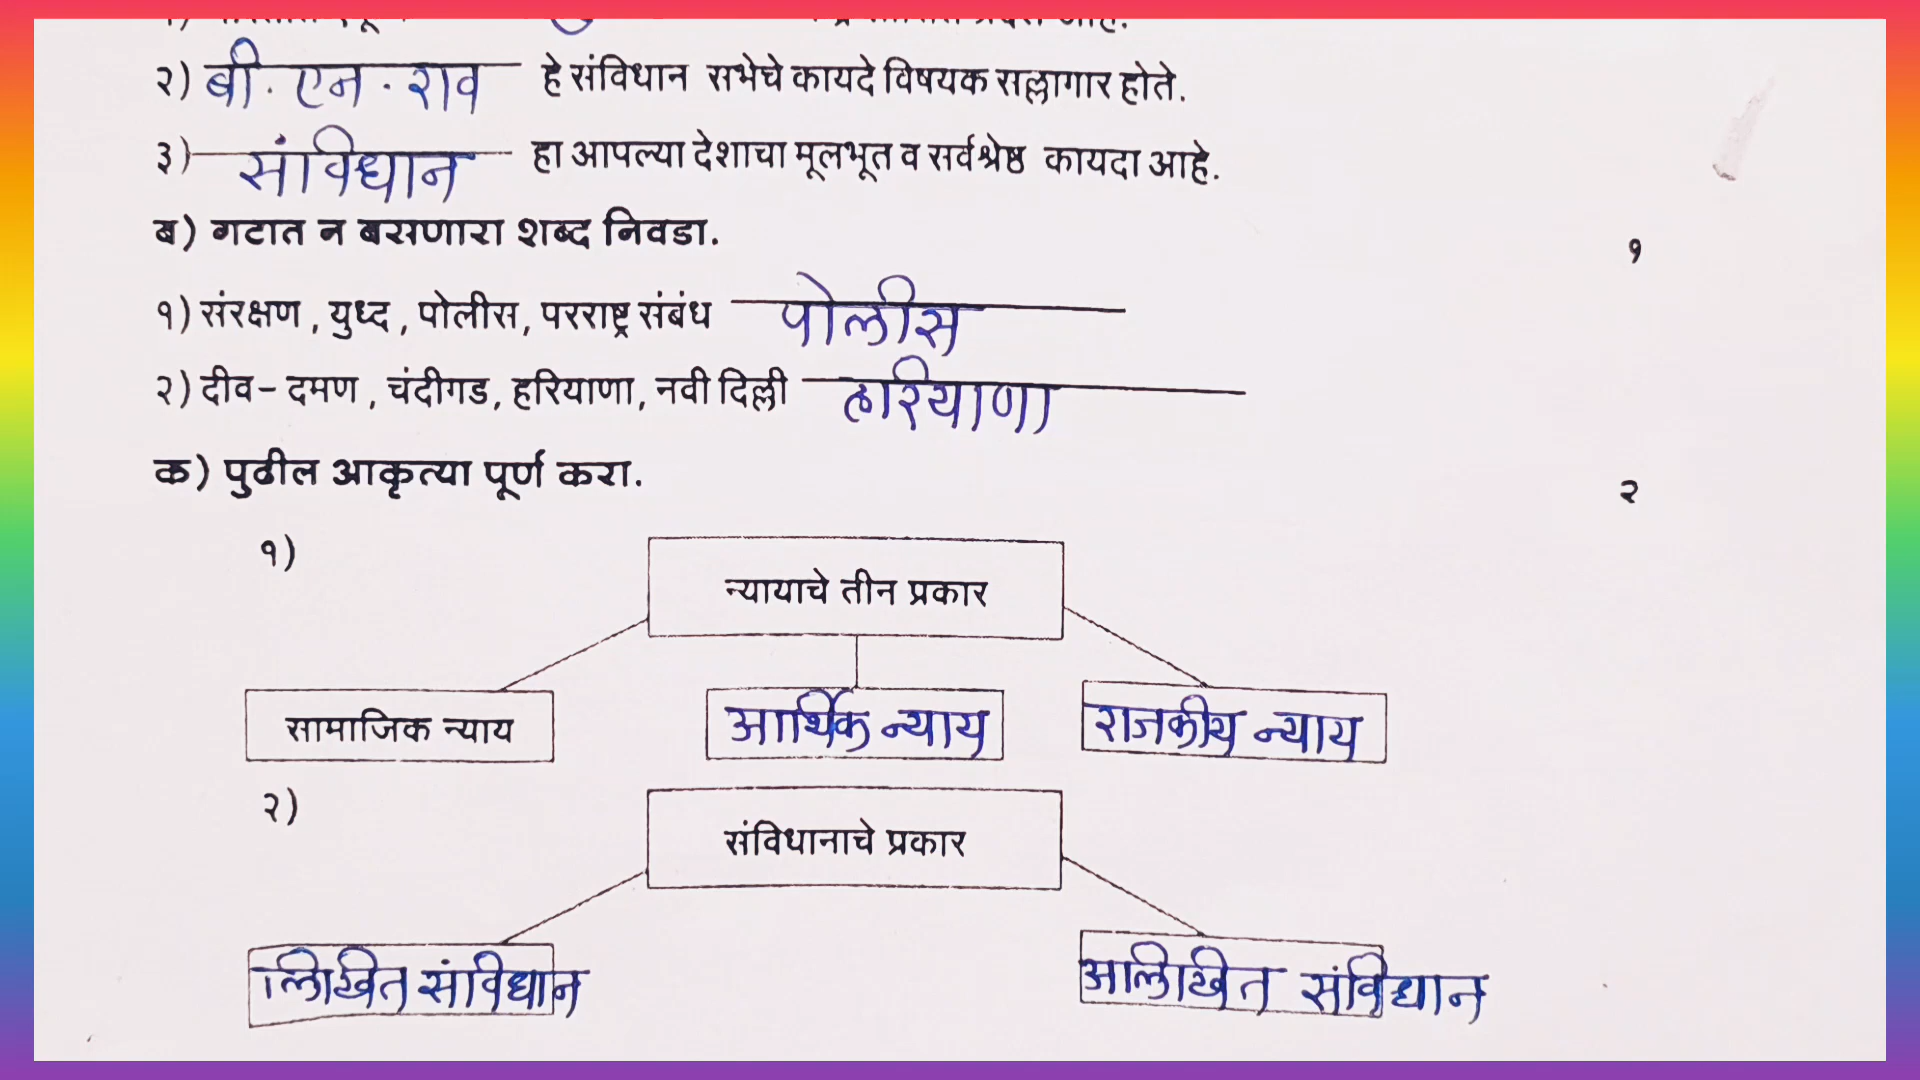 २) बी. एन. राव हे संविधान सभेचे कायदे विषयक सल्लागार होते.
३) संविधान हा आपल्या देशाचा मूलभूत व सर्वश्रेष्ठ कायदा आहे.
ब) गटात न बसणारा शब्द निवडा. १
१) संरक्षण, युध्द, पोलीस, परराष्ट्र संबंध पोलीस
२) दीव-दमण, चंदीगड, हरियाणा, नवी दिल्ली हरियाणा
क) पुढील आकृत्या पूर्ण करा. २
१)
न्यायाचे तीन प्रकार
सामाजिक न्याय आर्थिक न्याय राजकीय न्याय
२)
संविधानाचे प्रकार
लिखित संविधान अलिखित संविधान